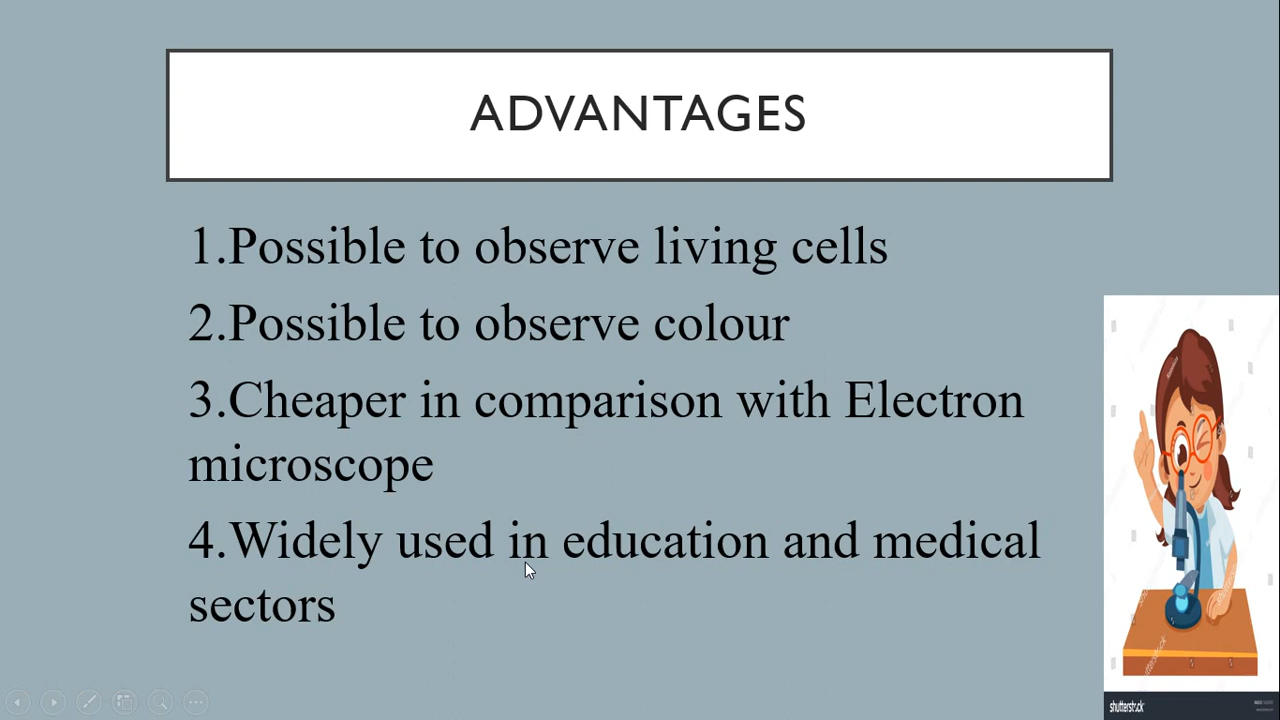 ADVANTAGES
1.Possible to observe living cells
2.Possible to observe colour
3.Cheaper in comparison with Electron
microscope
4.Widely used in education and medical
sectors
shutterstock